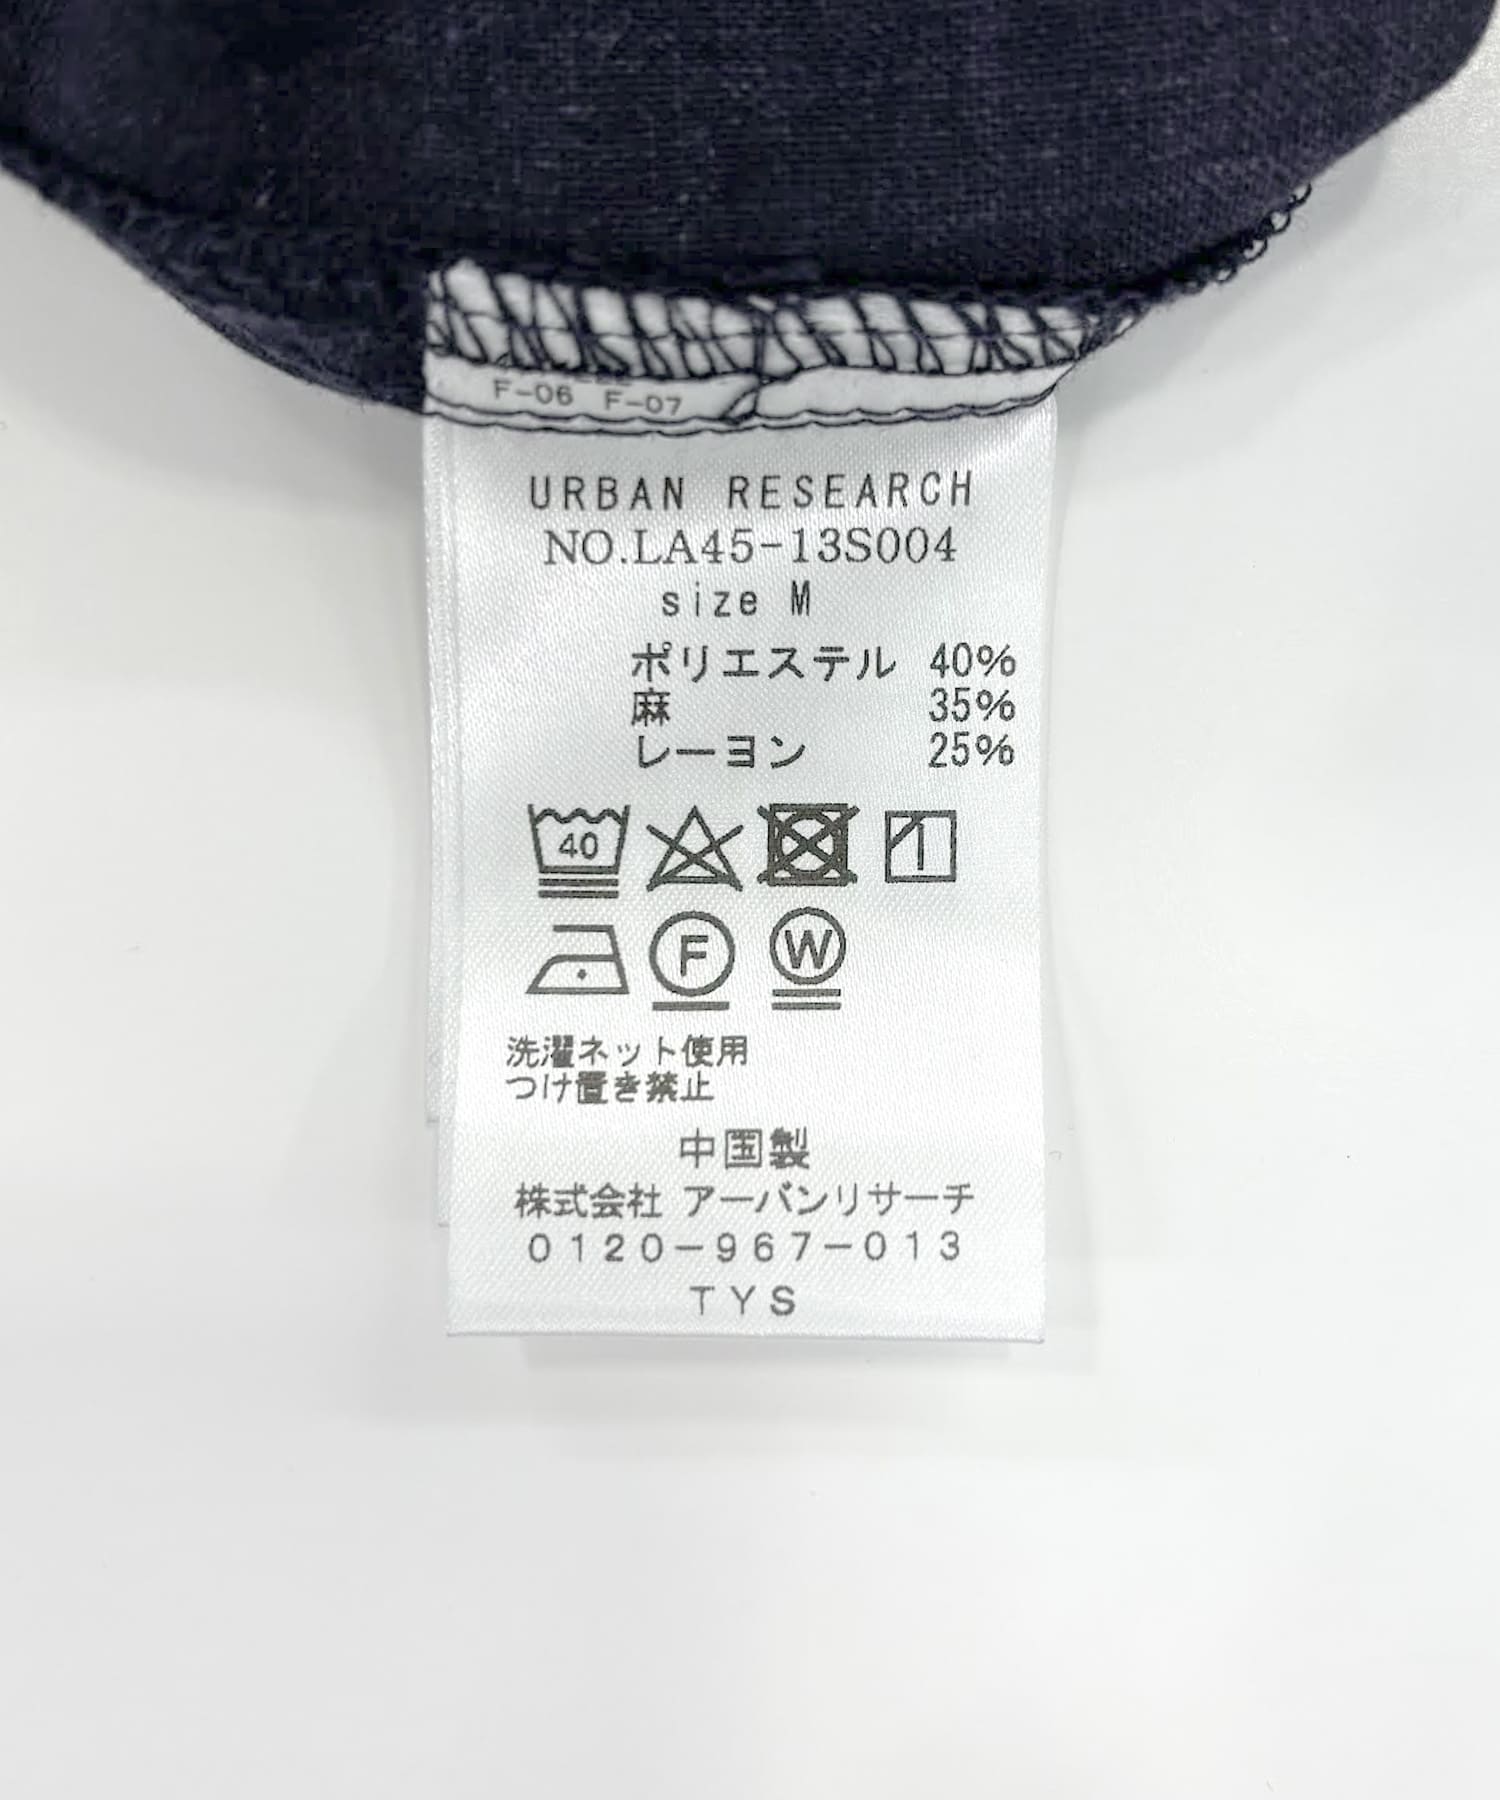 F-06 F-07
URBAN RESEARCH
NO.LA45-13S004
size M
ポリエステル 40%
麻 35%
レーヨン 25%
40
F W
洗濯ネット使用
つけ置き禁止
中国製
株式会社 アーバンリサーチ
0120-967-013
TYS